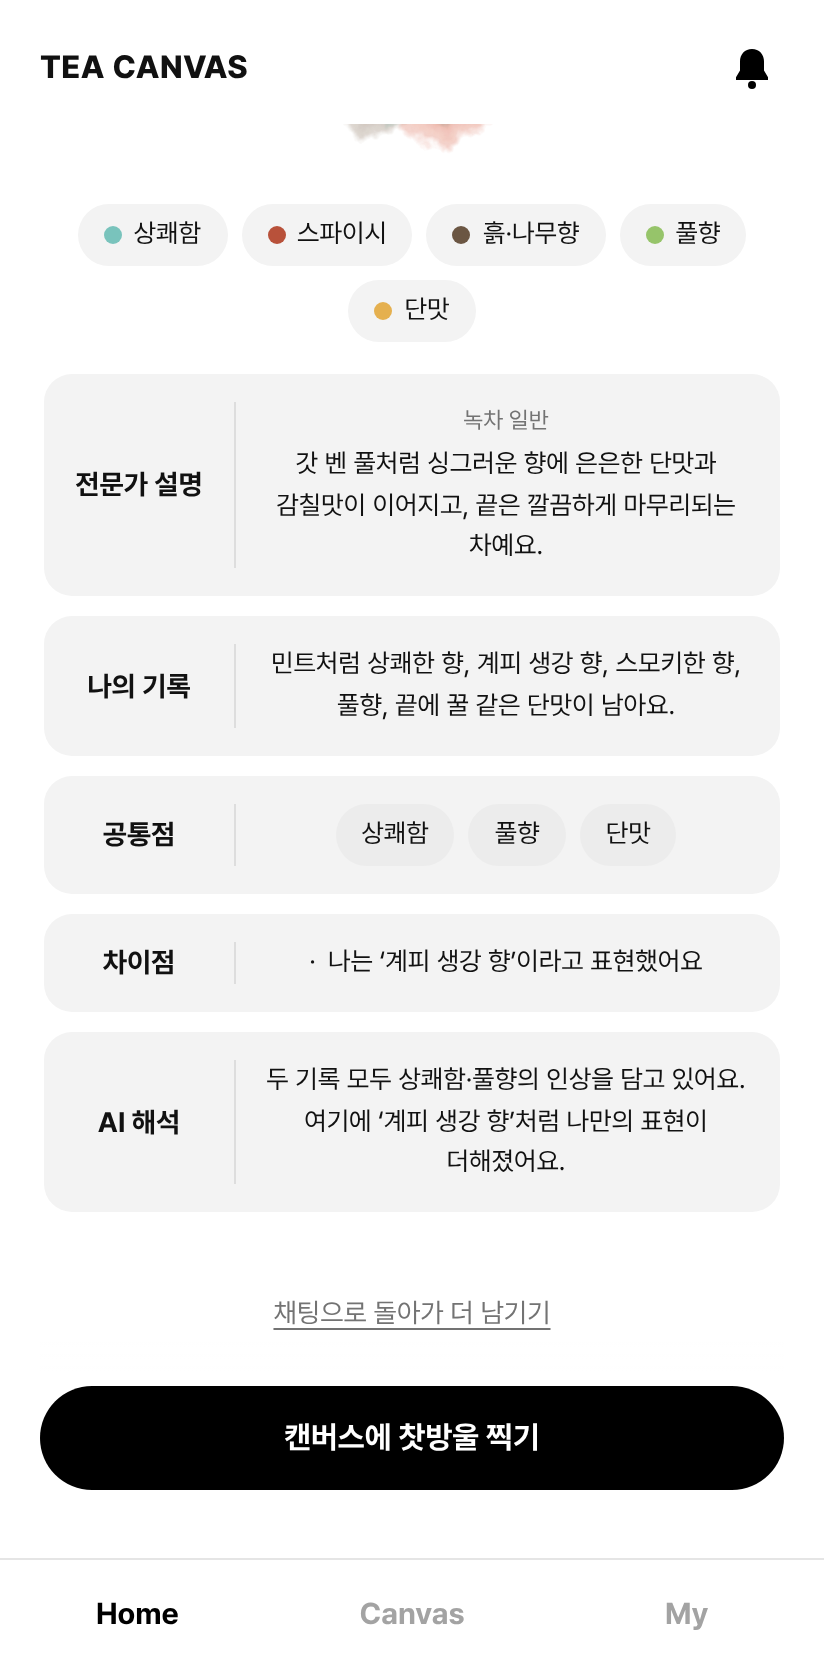 TEA CANVAS
상쾌함
스파이시
흙·나무향
풀향
단맛
전문가 설명
녹차 일반
갓 벤 풀처럼 싱그러운 향에 은은한 단맛과
감칠맛이 이어지고, 끝은 깔끔하게 마무리되는
차예요.
나의 기록
민트처럼 상쾌한 향, 계피 생강 향, 스모키한 향,
풀향, 끝에 꿀 같은 단맛이 남아요.
공통점
상쾌함
풀향
단맛
차이점
· 나는 ‘계피 생강 향’이라고 표현했어요
AI 해석
두 기록 모두 상쾌함·풀향의 인상을 담고 있어요.
여기에 ‘계피 생강 향’처럼 나만의 표현이
더해졌어요.
채팅으로 돌아가 더 남기기
캔버스에 찻방울 찍기
Home
Canvas
My